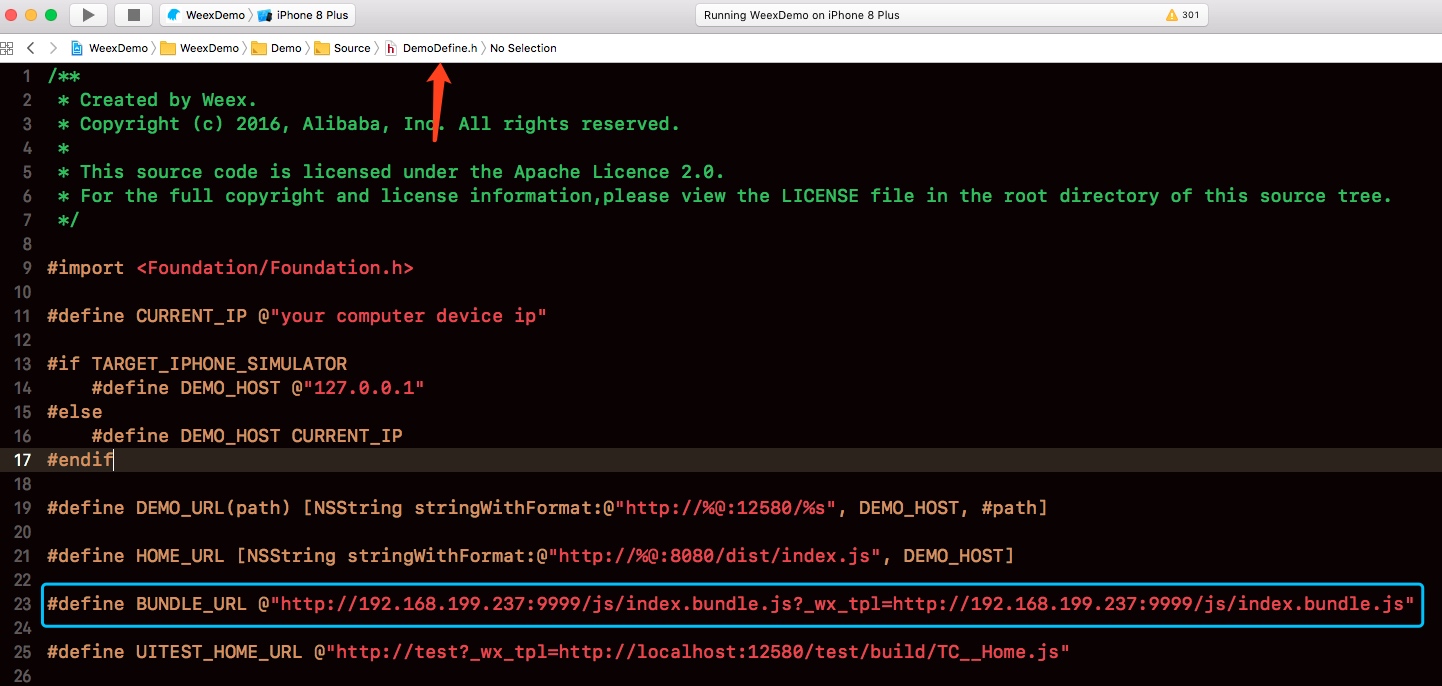 WeexDemo iPhone 8 Plus Running WeexDemo on iPhone 8 Plus 301
WeexDemo WeexDemo Demo Source h DemoDefine.h No Selection
1 /**
2 * Created by Weex.
3 * Copyright (c) 2016, Alibaba, Inc. All rights reserved.
4 *
5 * This source code is licensed under the Apache Licence 2.0.
6 * For the full copyright and license information,please view the LICENSE file in the root directory of this source tree.
7 */
8
9 #import <Foundation/Foundation.h>
10
11 #define CURRENT_IP @"your computer device ip"
12
13 #if TARGET_IPHONE_SIMULATOR
14 #define DEMO_HOST @"127.0.0.1"
15 #else
16 #define DEMO_HOST CURRENT_IP
17 #endif
18
19 #define DEMO_URL(path) [NSString stringWithFormat:@"http://%@:12580/%s", DEMO_HOST, #path]
20
21 #define HOME_URL [NSString stringWithFormat:@"http://%@:8080/dist/index.js", DEMO_HOST]
22
23 #define BUNDLE_URL @"http://192.168.199.237:9999/js/index.bundle.js?_wx_tpl=http://192.168.199.237:9999/js/index.bundle.js"
24
25 #define UITEST_HOME_URL @"http://test?_wx_tpl=http://localhost:12580/test/build/TC__Home.js"
26